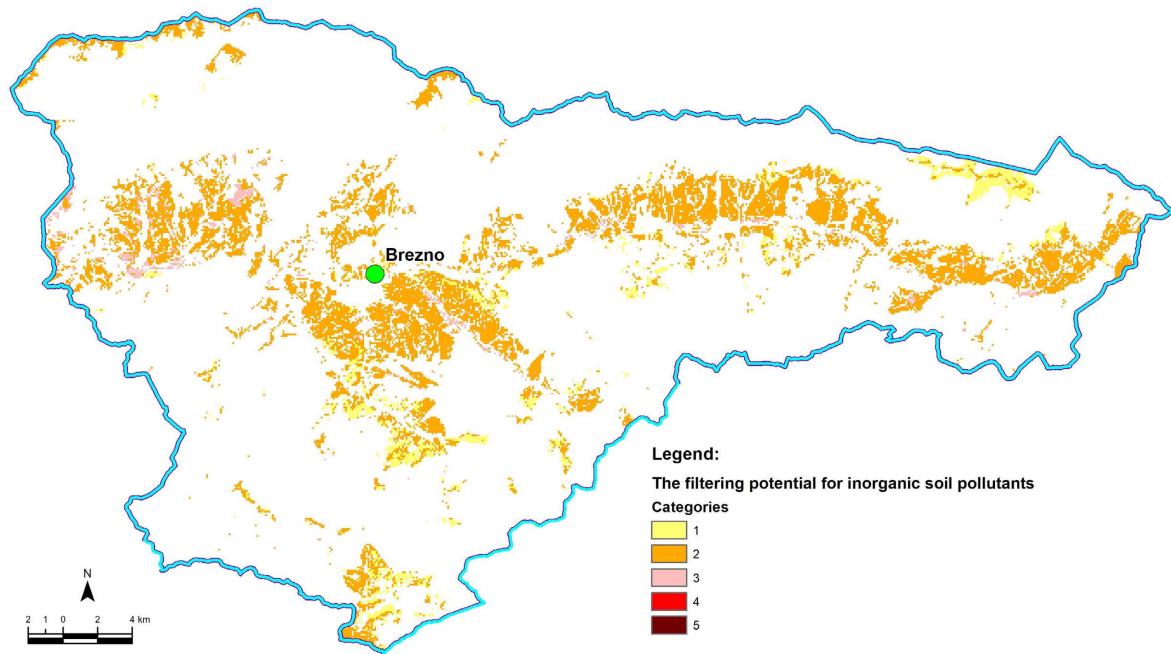 Brezno
Legend:
The filtering potential for inorganic soil pollutants
Categories
1
2
3
4
5
N
2 1 0 2 4 km